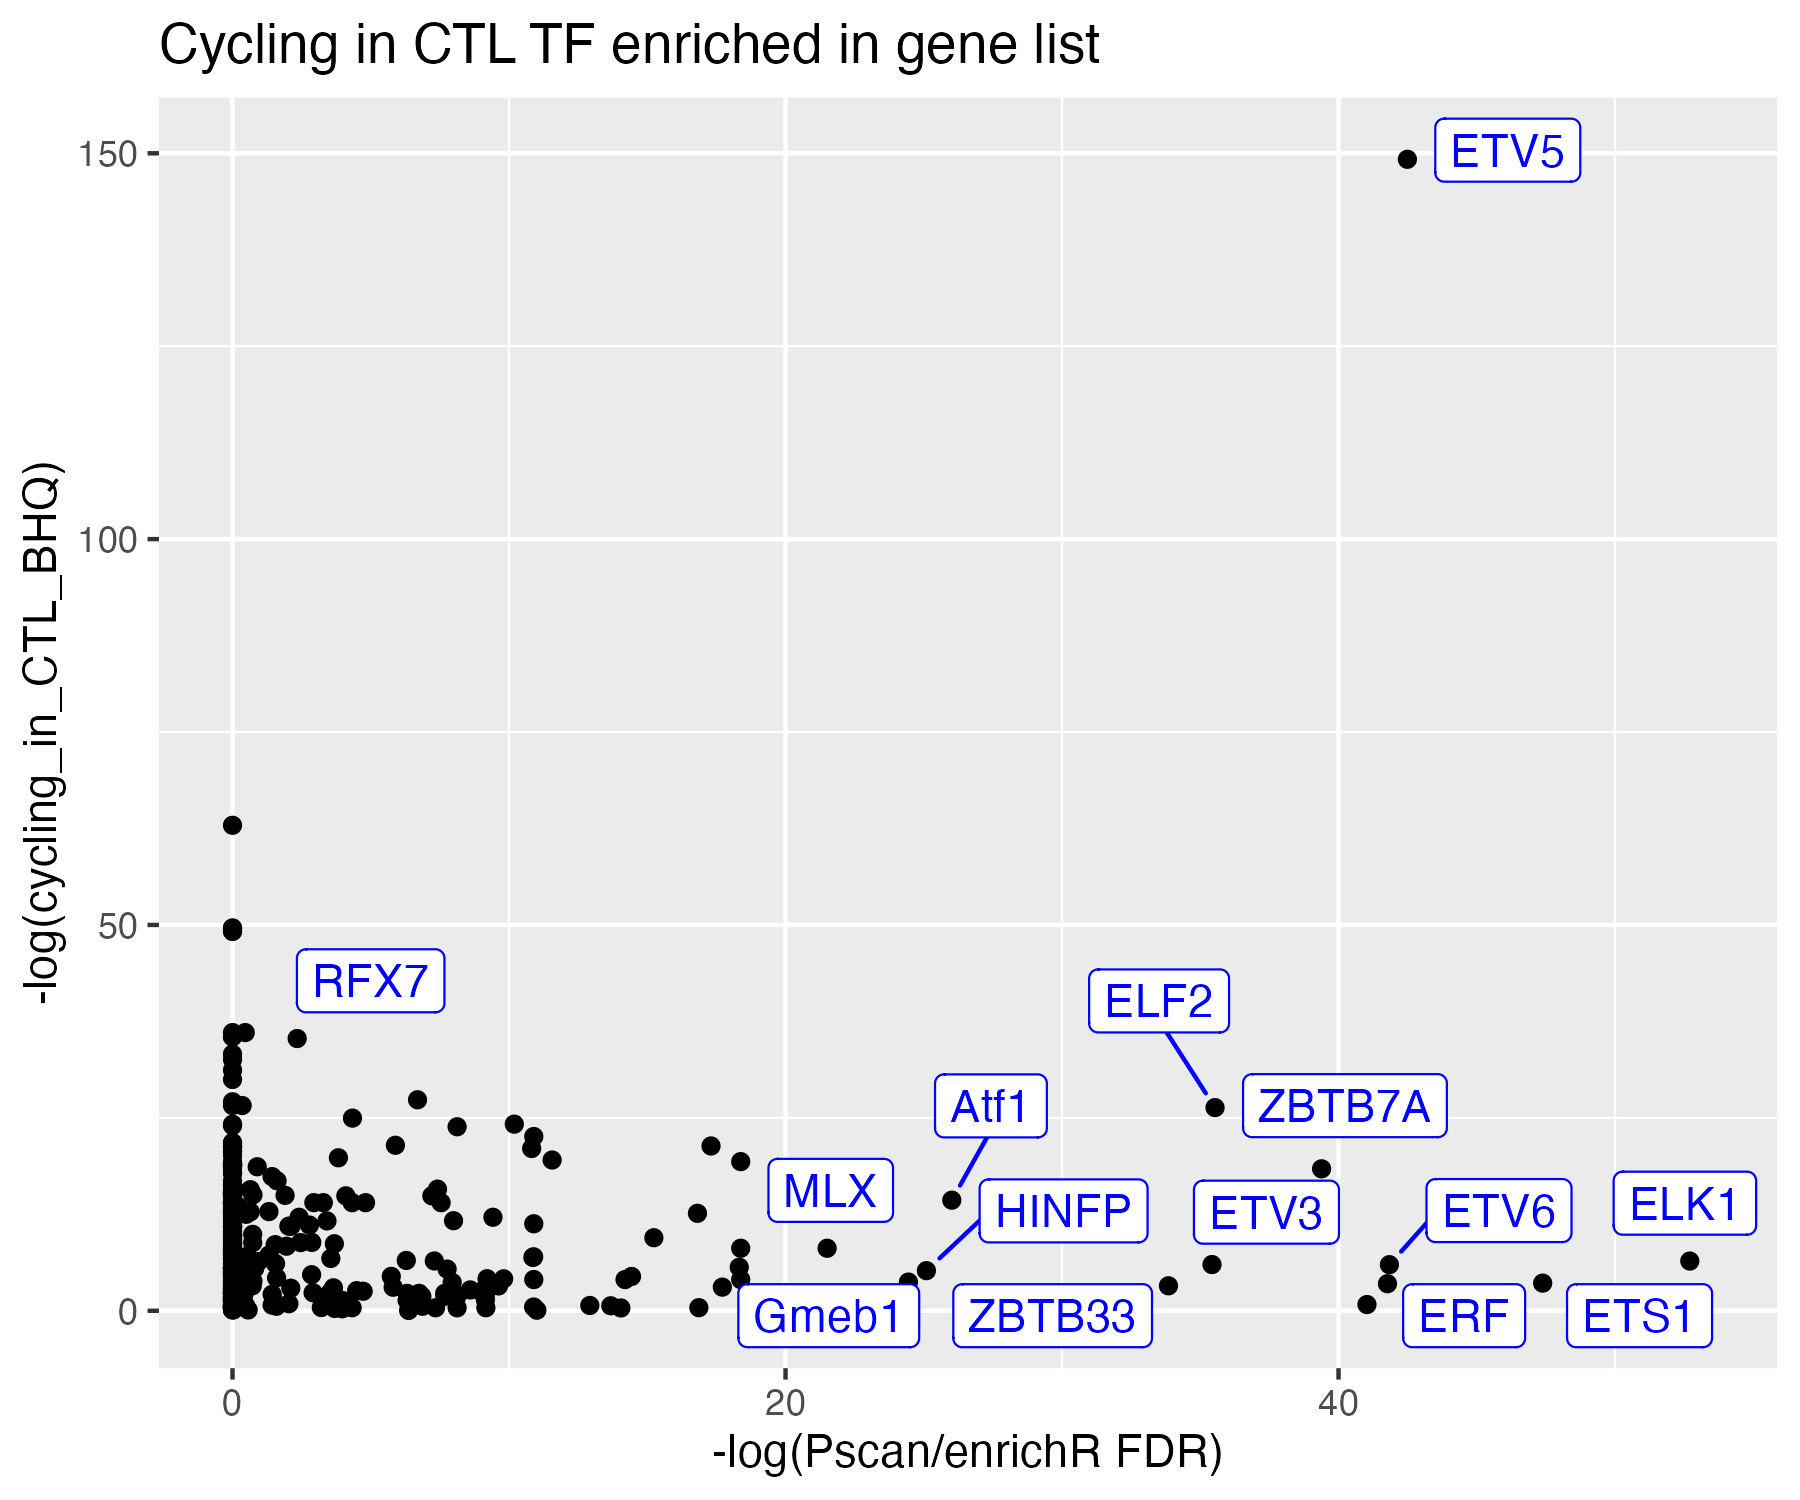 Cycling in CTL TF enriched in gene list
-log(cycling_in_CTL_BHQ)
150
100
50
0
ETV5
RFX7
ELF2
Atf1
ZBTB7A
MLX
HINFP
ETV3
ETV6
ELK1
Gmeb1
ZBTB33
ERF
ETS1
0
20
40
-log(Pscan/enrichR FDR)